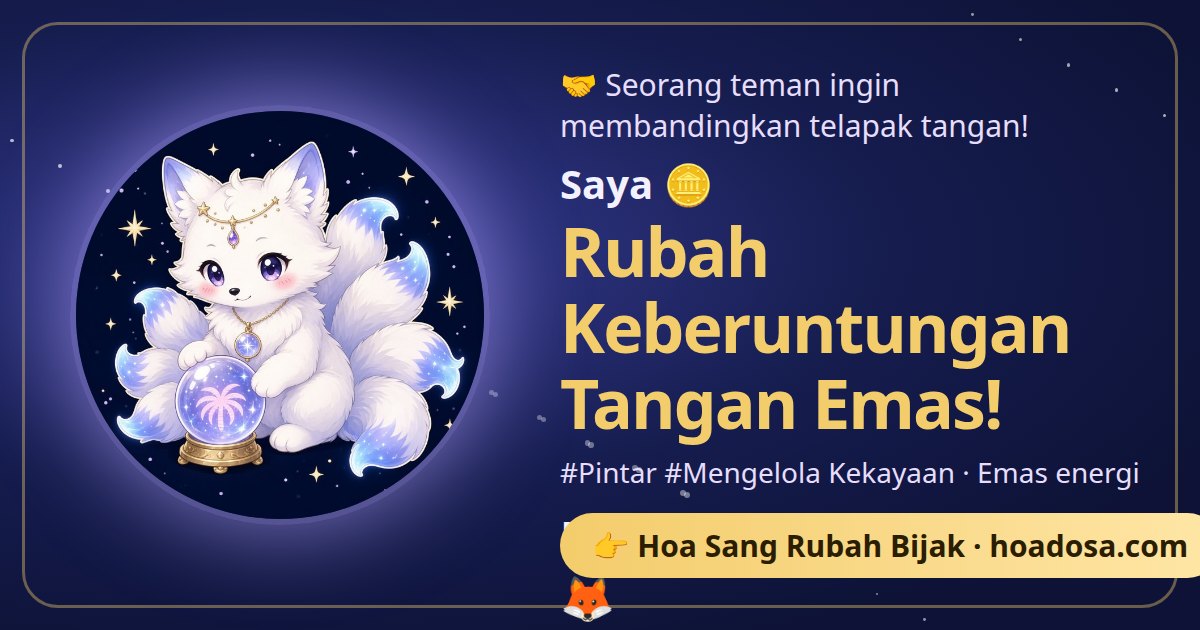 🤝 Seorang teman ingin
membandingkan telapak tangan!
Saya 🪙
Rubah
Keberuntungan
Tangan Emas!
#Pintar #Mengelola Kekayaan · Emas energi
👉 Hoa Sang Rubah Bijak · hoadosa.com
🦊